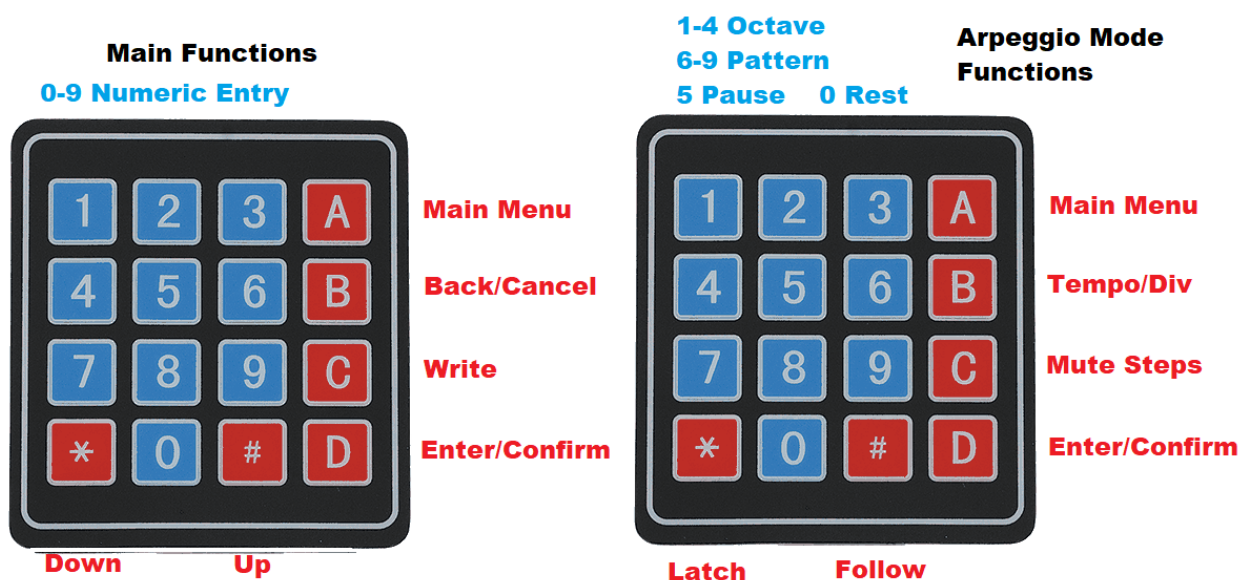 Main Functions
0-9 Numeric Entry
1 2 3 A Main Menu
4 5 6 B Back/Cancel
7 8 9 C Write
* 0 # D Enter/Confirm
Down Up
1-4 Octave
6-9 Pattern
5 Pause 0 Rest
Arpeggio Mode
Functions
1 2 3 A Main Menu
4 5 6 B Tempo/Div
7 8 9 C Mute Steps
* 0 # D Enter/Confirm
Latch Follow